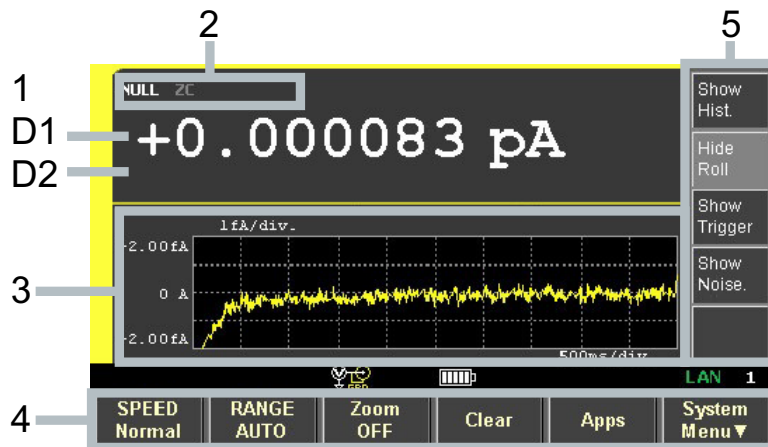 2
5
1
NULL ZC
D1
+0.000083 pA
D2
Show
Hist.
Hide
Roll
Show
Trigger
Show
Noise.
3
1fA/div.
-2.00fA
0 A
-2.00fA
500ms/div
LAN 1
4
SPEED
Normal
RANGE
AUTO
Zoom
OFF
Clear
Apps
System
Menu▼